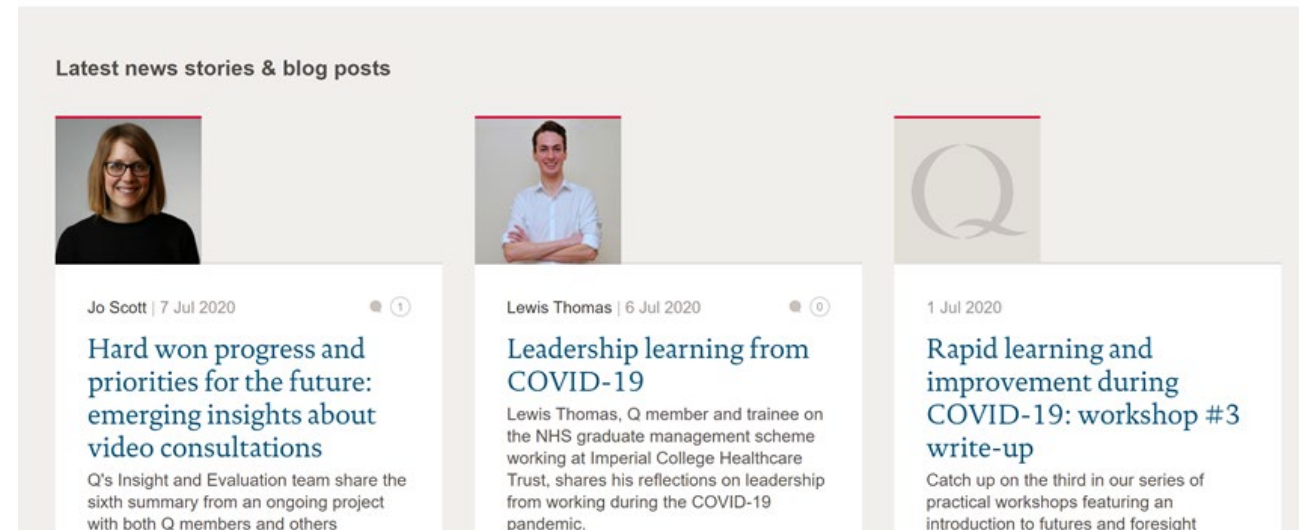 Latest news stories & blog posts
Q
Jo Scott | 7 Jul 2020
1
Hard won progress and
priorities for the future:
emerging insights about
video consultations
Q's Insight and Evaluation team share the
sixth summary from an ongoing project
with both Q members and others
Lewis Thomas | 6 Jul 2020
0
Leadership learning from
COVID-19
Lewis Thomas, Q member and trainee on
the NHS graduate management scheme
working at Imperial College Healthcare
Trust, shares his reflections on leadership
from working during the COVID-19
pandemic.
1 Jul 2020
Rapid learning and
improvement during
COVID-19: workshop #3
write-up
Catch up on the third in our series of
practical workshops featuring an
introduction to futures and foresight